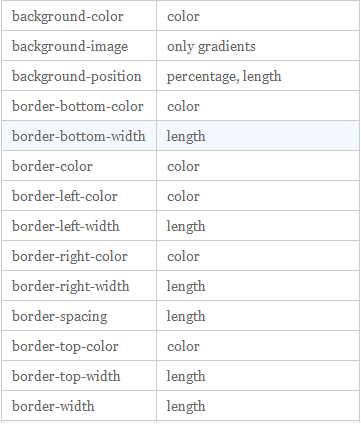 background-color color
background-image only gradients
background-position percentage, length
border-bottom-color color
border-bottom-width length
border-color color
border-left-color color
border-left-width length
border-right-color color
border-right-width length
border-spacing length
border-top-color color
border-top-width length
border-width length